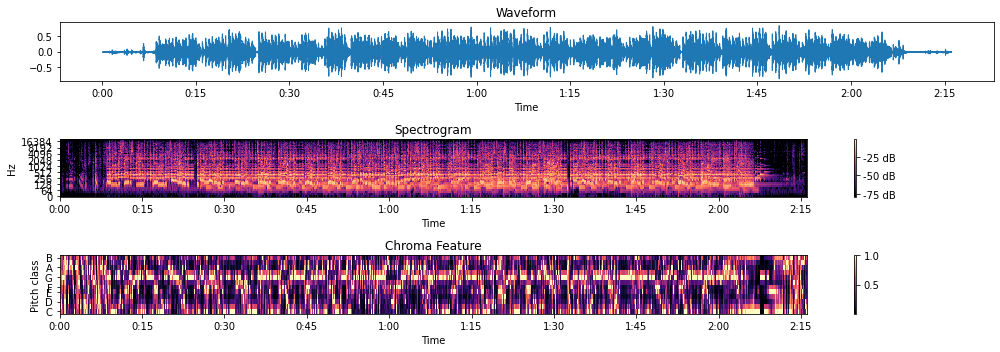 Waveform
0.5
0.0
−0.5
0:00 0:15 0:30 0:45 1:00 1:15 1:30 1:45 2:00 2:15
Time
Spectrogram
16384
8192
4096
2048
1024
512
256
128
64
0
Hz
-25 dB
-50 dB
-75 dB
0:00 0:15 0:30 0:45 1:00 1:15 1:30 1:45 2:00 2:15
Time
Chroma Feature
B
A
G
F
E
D
C
Pitch class
1.0
0.5
0:00 0:15 0:30 0:45 1:00 1:15 1:30 1:45 2:00 2:15
Time